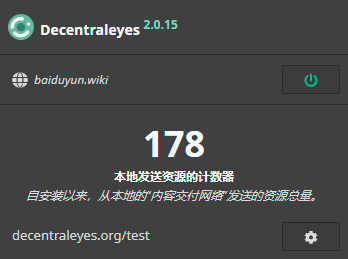 Decentraleyes 2.0.15
baiduyun.wiki
178
本地发送资源的计数器
自安装以来，从本地的“内容交付网络”发送的资源总量。
decentraleyes.org/test